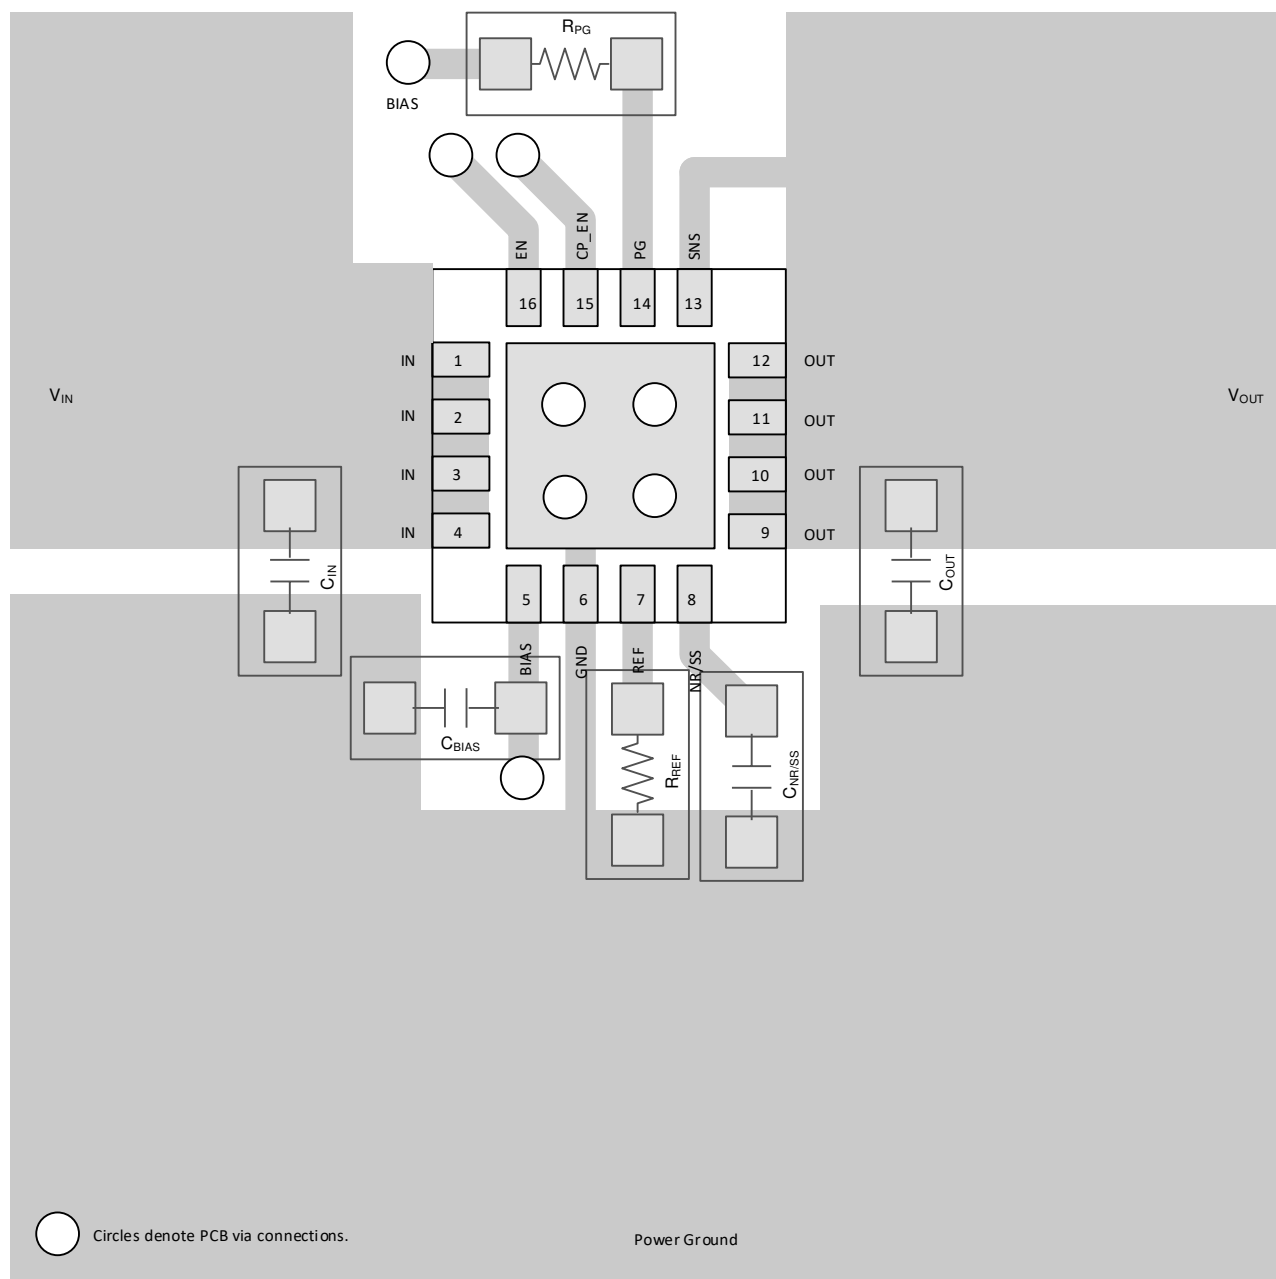 RPG
BIAS
EN
CP_EN
PG
SNS
16
15
14
13
IN
1
12
OUT
VIN
VOUT
IN
2
11
OUT
IN
3
10
OUT
IN
4
9
OUT
CIN
COUT
5
6
7
8
BIAS
GND
REF
NR/SS
CBIAS
RREF
CNR/SS
Circles denote PCB via connections.
Power Ground